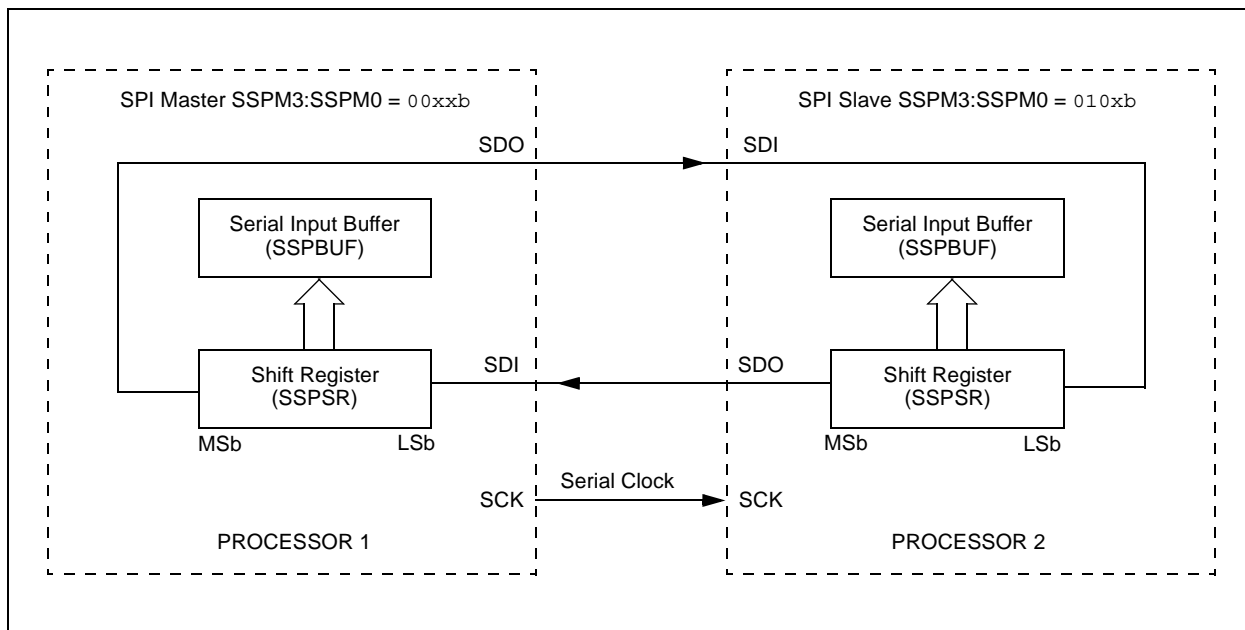 SPI Master SSPM3:SSPM0 = 00xxb
SPI Slave SSPM3:SSPM0 = 010xb
SDO
SDI
Serial Input Buffer
(SSPBUF)
Serial Input Buffer
(SSPBUF)
SDI
SDO
Shift Register
(SSPSR)
Shift Register
(SSPSR)
MSb
LSb
MSb
LSb
Serial Clock
SCK
SCK
PROCESSOR 1
PROCESSOR 2